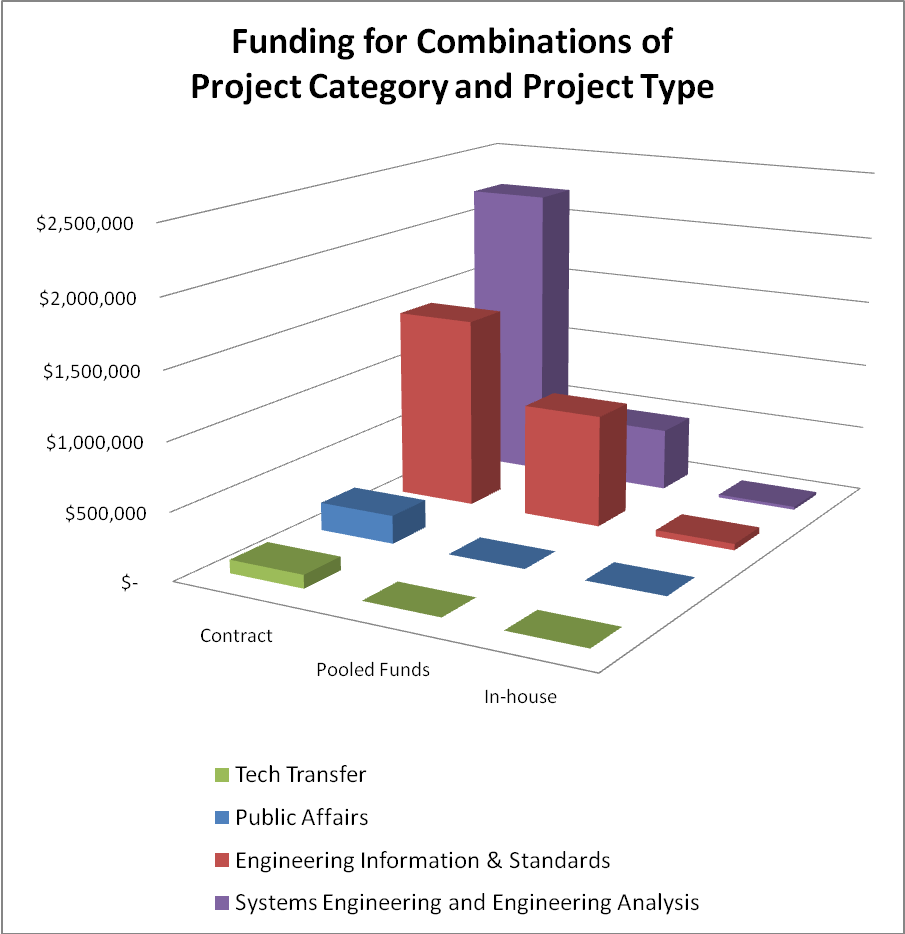 Funding for Combinations of
Project Category and Project Type
$2,500,000
$2,000,000
$1,500,000
$1,000,000
$500,000
$-
Contract
Pooled Funds
In-house
Tech Transfer
Public Affairs
Engineering Information & Standards
Systems Engineering and Engineering Analysis